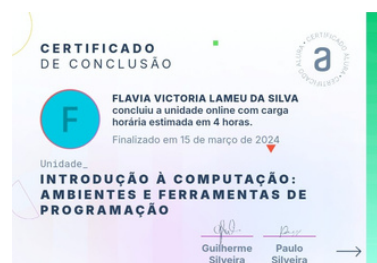 CERTIFICADO
DE CONCLUSÃO
a
F
FLAVIA VICTORIA LAMEU DA SILVA
concluiu a unidade online com carga
horária estimada em 4 horas.
Finalizado em 15 de março de 2024
Unidade_
INTRODUÇÃO À COMPUTAÇÃO:
AMBIENTES E FERRAMENTAS DE
PROGRAMAÇÃO
Guilherme
Silveira
Paulo
Silveira